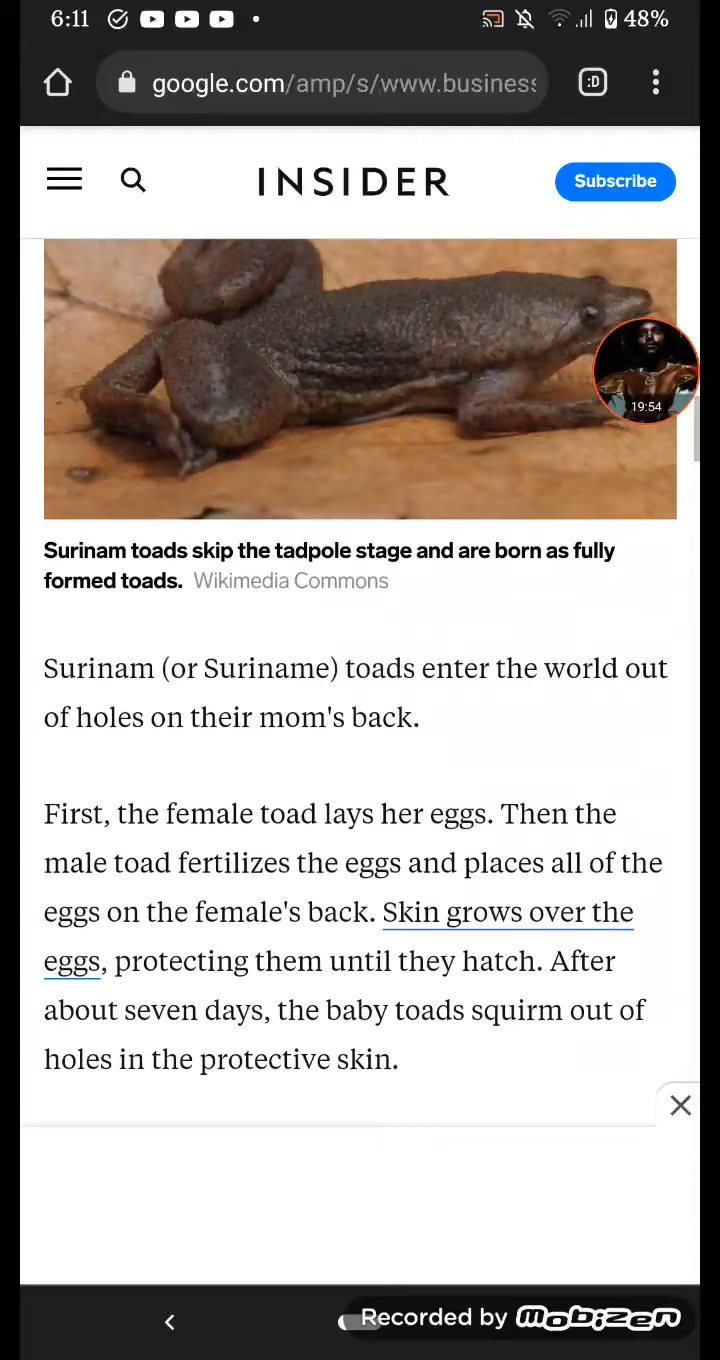 6:11
48%
google.com/amp/s/www.business
:D
INSIDER
Subscribe
19:54
Surinam toads skip the tadpole stage and are born as fully
formed toads. Wikimedia Commons
Surinam (or Suriname) toads enter the world out
of holes on their mom's back.
First, the female toad lays her eggs. Then the
male toad fertilizes the eggs and places all of the
eggs on the female's back. Skin grows over the
eggs, protecting them until they hatch. After
about seven days, the baby toads squirm out of
holes in the protective skin.
Recorded by mobizen